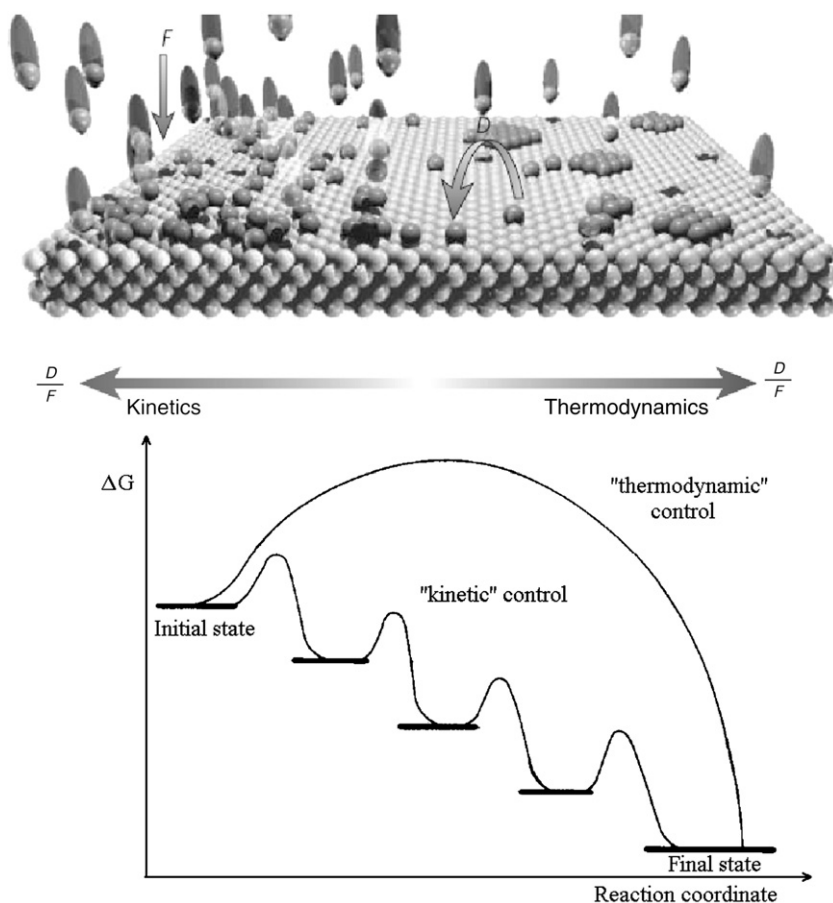 F
D
D
F
Kinetics
Thermodynamics
D
F
ΔG
"thermodynamic"
control
"kinetic" control
Initial state
Final state
Reaction coordinate